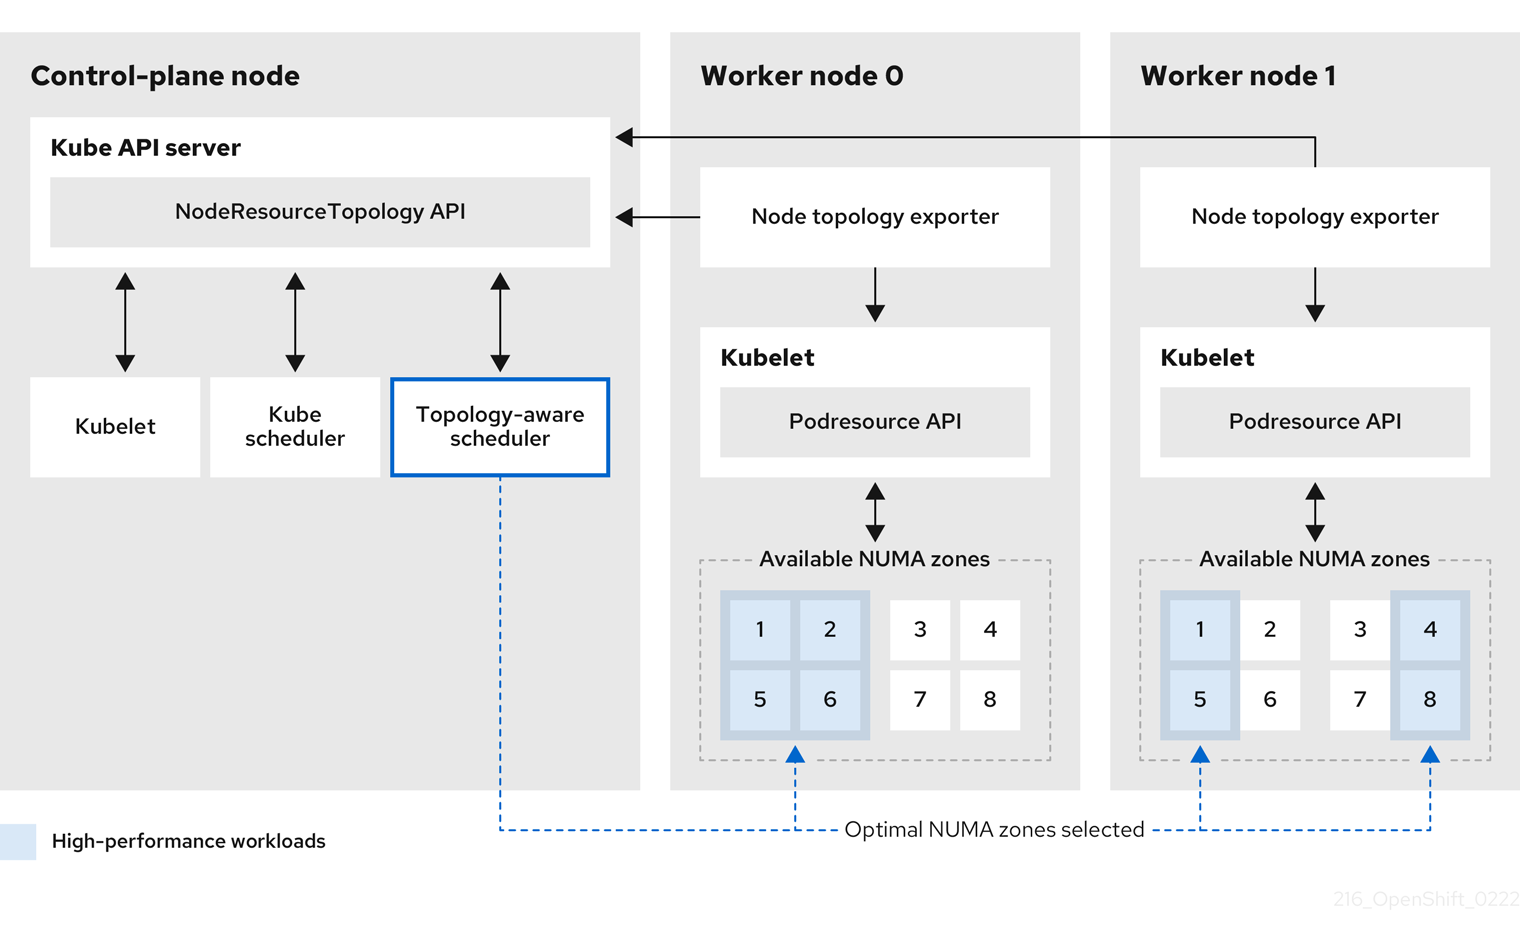 Control-plane node
Kube API server
NodeResourceTopology API
Kubelet
Kube
scheduler
Topology-aware
scheduler
Worker node 0
Node topology exporter
Kubelet
Podresource API
Available NUMA zones
1 2 3 4
5 6 7 8
Worker node 1
Node topology exporter
Kubelet
Podresource API
Available NUMA zones
1 2 3 4
5 6 7 8
Optimal NUMA zones selected
High-performance workloads
216_OpenShift_0222